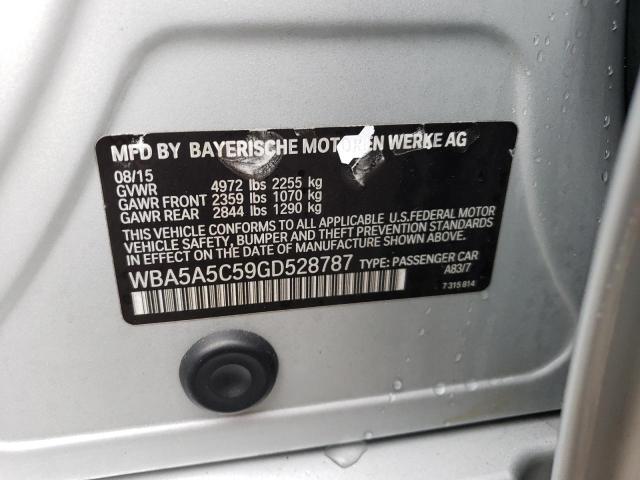 MFD BY BAYERISCHE MOTOREN WERKE AG
08/15
GVWR 4972 lbs 2255 kg
GAWR FRONT 2359 lbs 1070 kg
GAWR REAR 2844 lbs 1290 kg
THIS VEHICLE CONFORMS TO ALL APPLICABLE U.S.FEDERAL MOTOR
VEHICLE SAFETY, BUMPER AND THEFT PREVENTION STANDARDS
IN EFFECT ON THE DATE OF MANUFACTURE SHOWN ABOVE.
WBA5A5C59GD528787 TYPE: PASSENGER CAR
A83/7
7 315 814